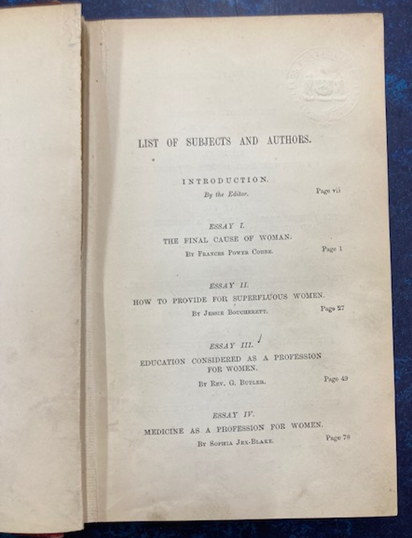 LIST OF SUBJECTS AND AUTHORS.
INTRODUCTION.
By the Editor. Page vii
ESSAY I.
THE FINAL CAUSE OF WOMAN.
By Frances Power Cobbe. Page 1
ESSAY II.
HOW TO PROVIDE FOR SUPERFLUOUS WOMEN.
By Jessie Boucherett. Page 27
ESSAY III.
EDUCATION CONSIDERED AS A PROFESSION
FOR WOMEN.
By Rev. G. Butler. Page 49
ESSAY IV.
MEDICINE AS A PROFESSION FOR WOMEN.
By Sophia Jex-Blake. Page 78